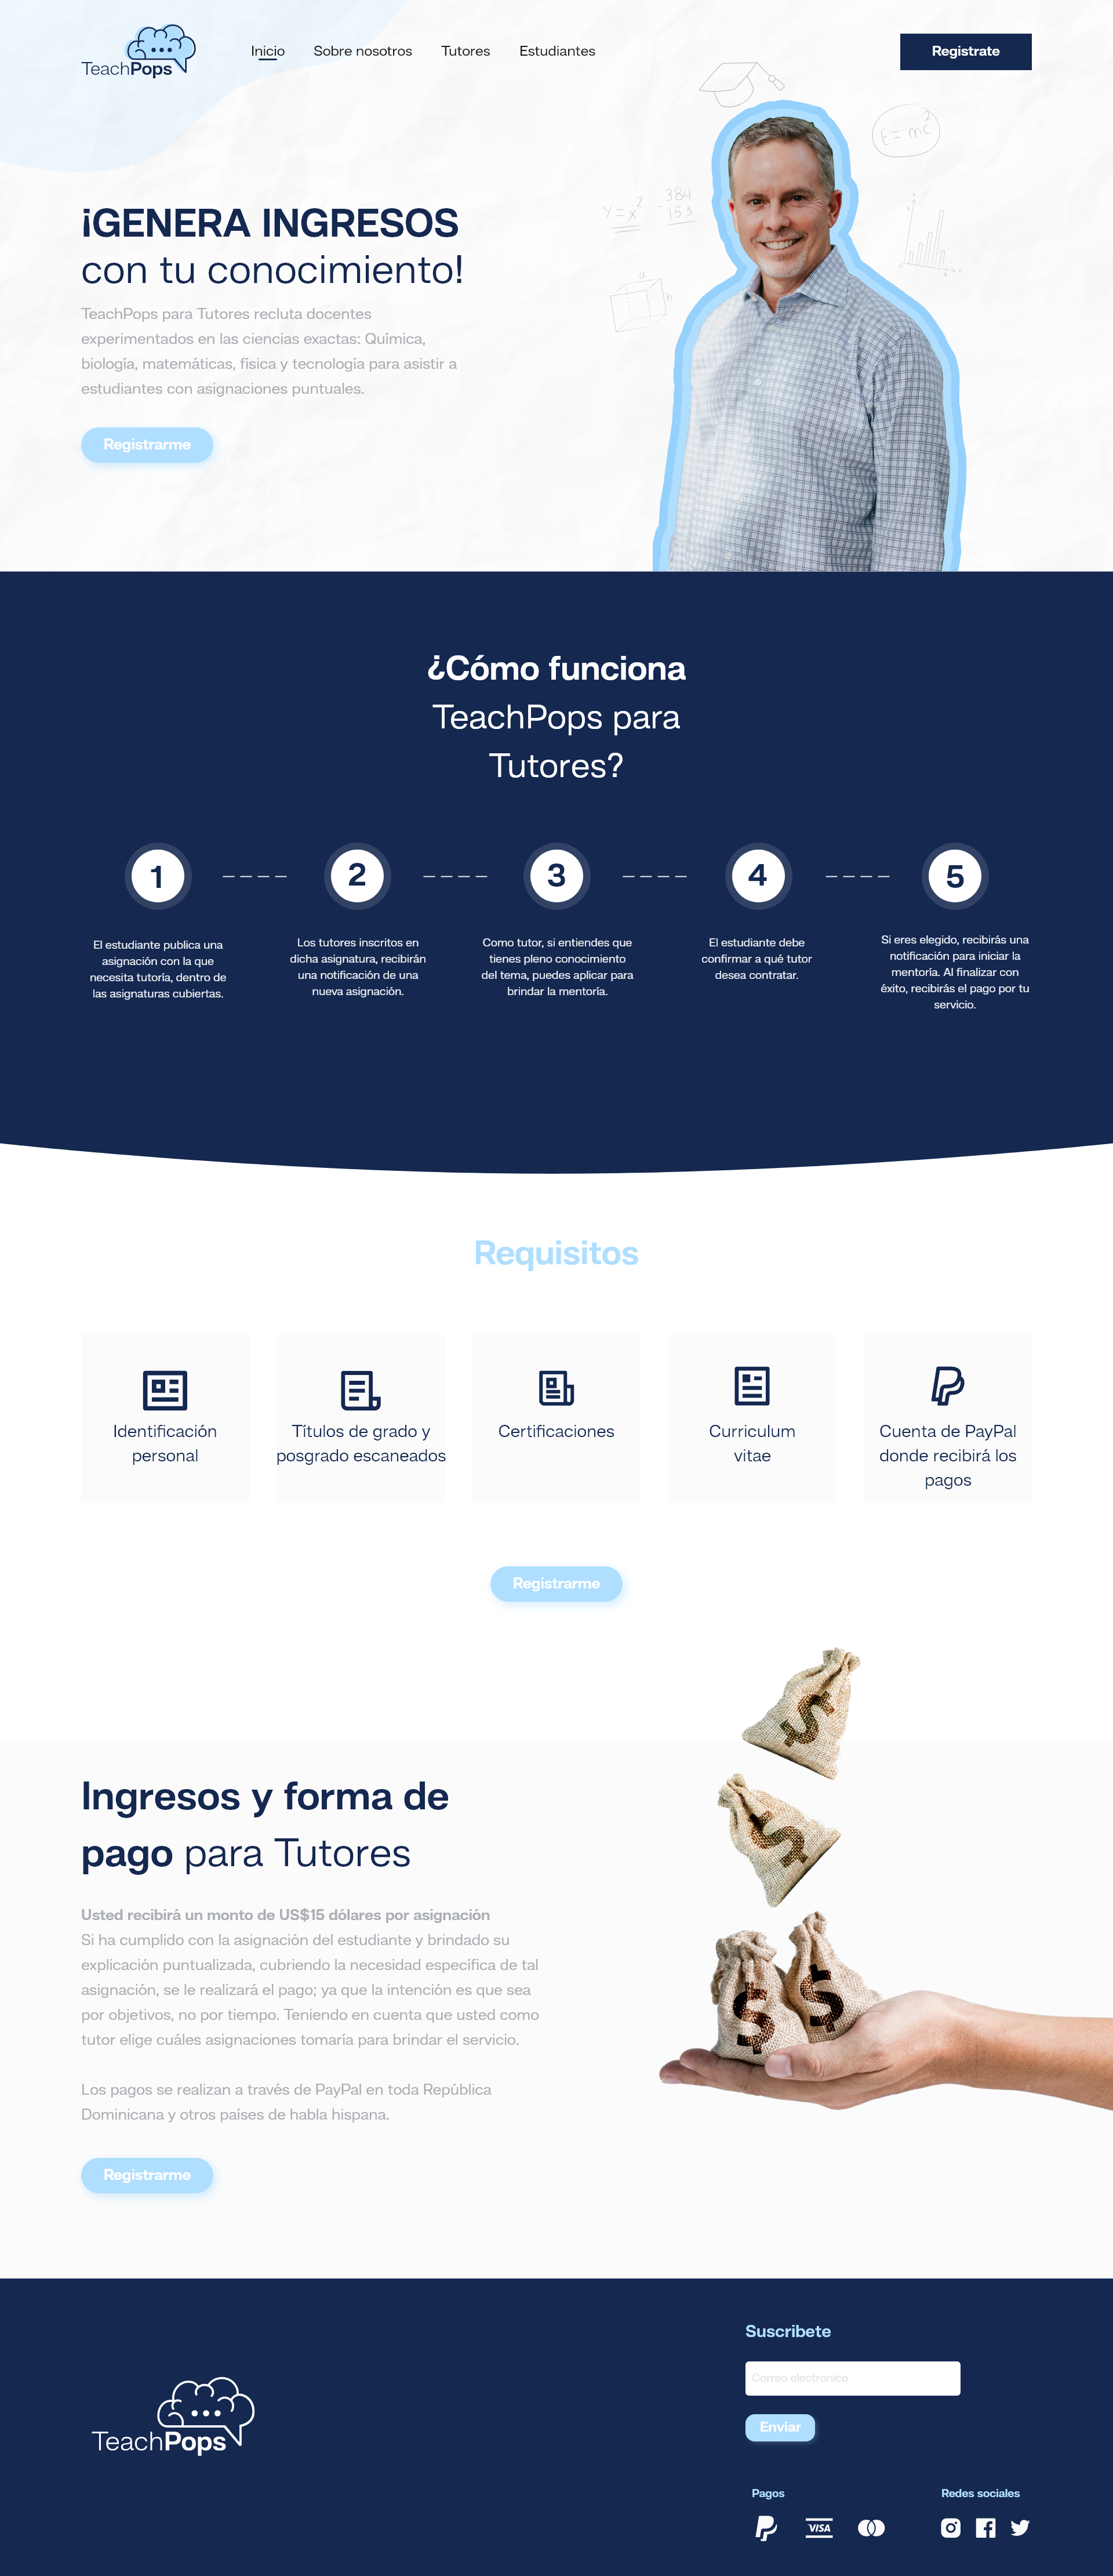 TeachPops
Inicio
Sobre nosotros
Tutores
Estudiantes
Registrate
E = mc²
384
153
Y = x²
a
b
¡GENERA INGRESOS
con tu conocimiento!
TeachPops para Tutores recluta docentes
experimentados en las ciencias exactas: Química,
biología, matemáticas, física y tecnología para asistir a
estudiantes con asignaciones puntuales.
Registrarme
¿Cómo funciona
TeachPops para
Tutores?
1
El estudiante publica una
asignación con la que
necesita tutoría, dentro de
las asignaturas cubiertas.
2
Los tutores inscritos en
dicha asignatura, recibirán
una notificación de una
nueva asignación.
3
Como tutor, si entiendes que
tienes pleno conocimiento
del tema, puedes aplicar para
brindar la mentoría.
4
El estudiante debe
confirmar a qué tutor
desea contratar.
5
Si eres elegido, recibirás una
notificación para iniciar la
mentoría. Al finalizar con
éxito, recibirás el pago por tu
servicio.
Requisitos
Identificación
personal
Títulos de grado y
posgrado escaneados
Certificaciones
Curriculum
vitae
Cuenta de PayPal
donde recibirá los
pagos
Registrarme
$
$
$
$
Ingresos y forma de
pago para Tutores
Usted recibirá un monto de US$15 dólares por asignación
Si ha cumplido con la asignación del estudiante y brindado su
explicación puntualizada, cubriendo la necesidad específica de tal
asignación, se le realizará el pago; ya que la intención es que sea
por objetivos, no por tiempo. Teniendo en cuenta que usted como
tutor elige cuáles asignaciones tomaría para brindar el servicio.
Los pagos se realizan a través de PayPal en toda República
Dominicana y otros países de habla hispana.
Registrarme
TeachPops
Suscribete
Correo electronico
Enviar
Pagos
VISA
Redes sociales